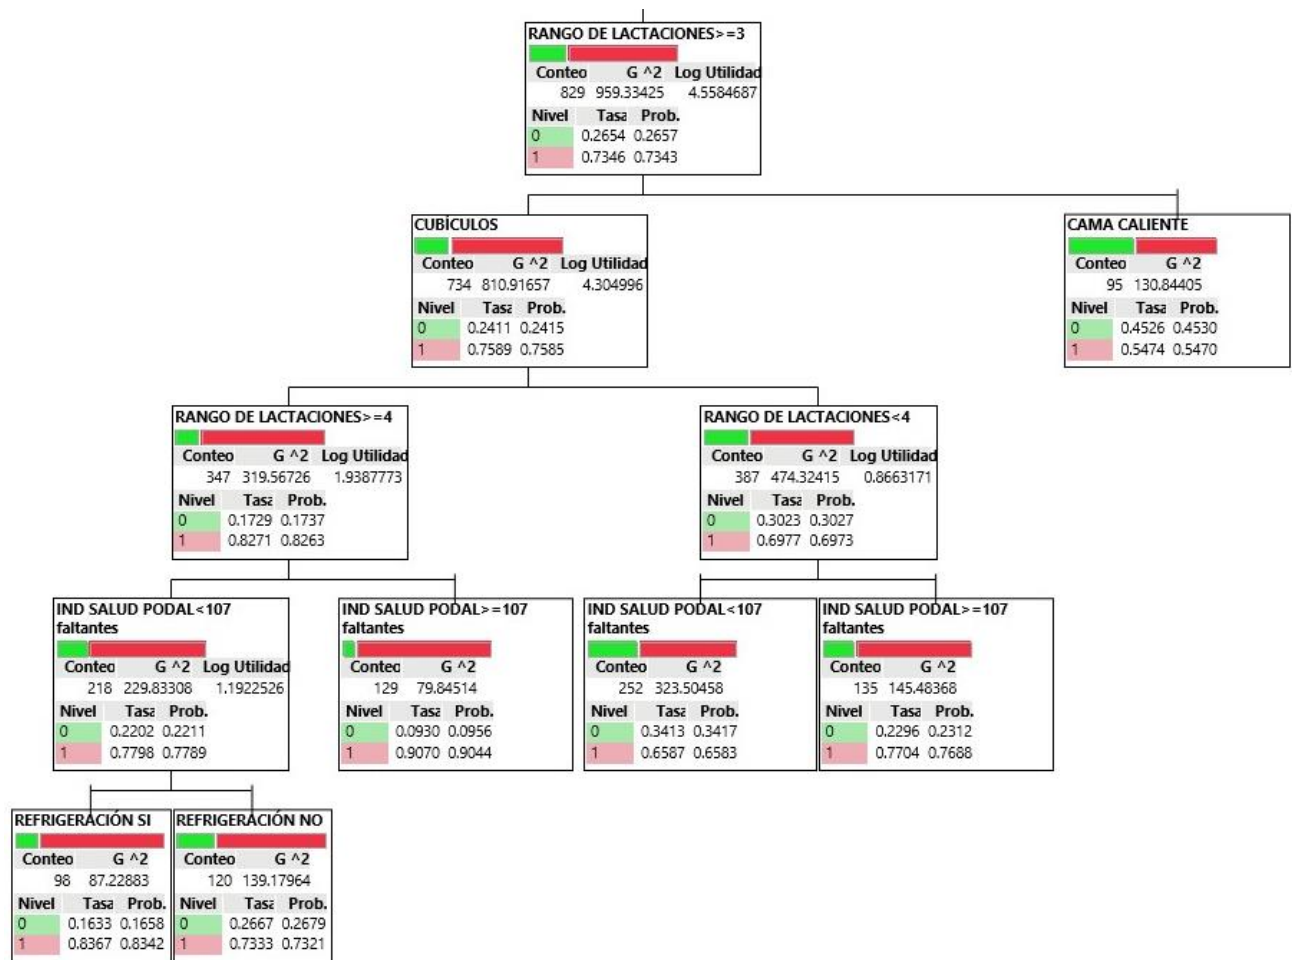 RANGO DE LACTACIONES>=3
Conteo G ^2 Log Utilidad
829 959.33425 4.5584687
Nivel Tasa Prob.
0 0.2654 0.2657
1 0.7346 0.7343
CUBÍCULOS
Conteo G ^2 Log Utilidad
734 810.91657 4.304996
Nivel Tasa Prob.
0 0.2411 0.2415
1 0.7589 0.7585
CAMA CALIENTE
Conteo G ^2
95 130.84405
Nivel Tasa Prob.
0 0.4526 0.4530
1 0.5474 0.5470
RANGO DE LACTACIONES>=4
Conteo G ^2 Log Utilidad
347 319.56726 1.9387773
Nivel Tasa Prob.
0 0.1729 0.1737
1 0.8271 0.8263
RANGO DE LACTACIONES<4
Conteo G ^2 Log Utilidad
387 474.32415 0.8663171
Nivel Tasa Prob.
0 0.3023 0.3027
1 0.6977 0.6973
IND SALUD PODAL<107
faltantes
Conteo G ^2 Log Utilidad
218 229.83308 1.1922526
Nivel Tasa Prob.
0 0.2202 0.2211
1 0.7798 0.7789
IND SALUD PODAL>=107
faltantes
Conteo G ^2
129 79.84514
Nivel Tasa Prob.
0 0.0930 0.0956
1 0.9070 0.9044
IND SALUD PODAL<107
faltantes
Conteo G ^2
252 323.50458
Nivel Tasa Prob.
0 0.3413 0.3417
1 0.6587 0.6583
IND SALUD PODAL>=107
faltantes
Conteo G ^2
135 145.48368
Nivel Tasa Prob.
0 0.2296 0.2312
1 0.7704 0.7688
REFRIGERACIÓN SI
Conteo G ^2
98 87.22883
Nivel Tasa Prob.
0 0.1633 0.1658
1 0.8367 0.8342
REFRIGERACIÓN NO
Conteo G ^2
120 139.17964
Nivel Tasa Prob.
0 0.2667 0.2679
1 0.7333 0.7321